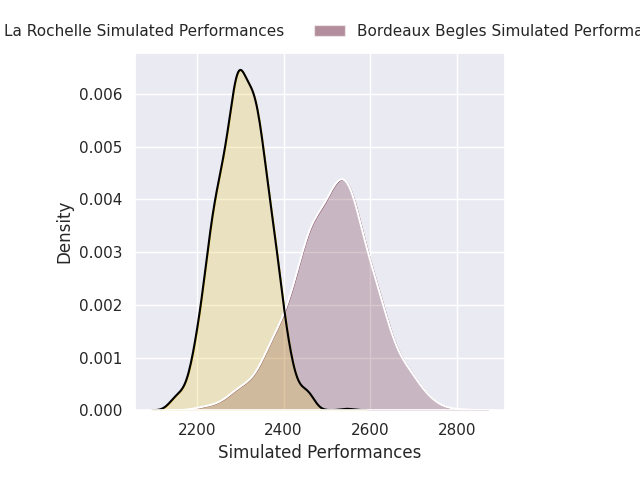 La Rochelle Simulated Performances
Bordeaux Begles Simulated Performa
0.006
0.005
0.004
0.003
0.002
0.001
0.000
Density
2200 2400 2600 2800
Simulated Performances